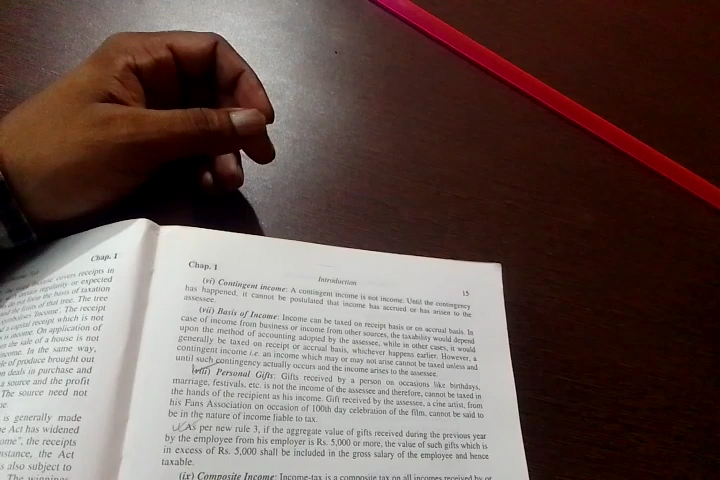 Chap. 1
receipts in
regularity or expected
the basis of taxation
of that tree. The tree
symbolises Income: The receipt
a capital receipt, which is not
is income. On application of
the sale of a house is not
income. In the same way,
of produce brought out
deals in purchase and
a source and the profit
The source need not
is generally made
Act has widened
ome", the receipts
nstance, the Act
s also subject to
The winnings
Chap. 1
Introduction
15
(vi) Contingent income: A contingent income is not income. Until the contingency
has happened, it cannot be postulated that income has accrued or has arisen to the
assessee.
(vii) Basis of Income: Income can be taxed on receipt basis or on accrual basis. In
case of income from business or income from other sources, the taxability would depend
upon the method of accounting adopted by the assessee, while in other cases, it would
generally be taxed on receipt or accrual basis, whichever happens earlier. However, a
contingent income i.e. an income which may or may not arise cannot be taxed unless and
until such contingency actually occurs and the income arises to the assessee.
(viii) Personal Gifts: Gifts received by a person on occasions like birthdays,
marriage, festivals, etc. is not the income of the assessee and therefore, cannot be taxed in
the hands of the recipient as his income. Gift received by the assessee, a cine artist, from
his Fans Association on occasion of 100th day celebration of the film, cannot be said to
be in the nature of income liable to tax.
As per new rule 3, if the aggregate value of gifts received during the previous year
by the employee from his employer is Rs. 5,000 or more, the value of such gifts which is
in excess of Rs. 5,000 shall be included in the gross salary of the employee and hence
taxable.
(ix) Composite Income: Income-tax is a composite tax on all incomes received by or